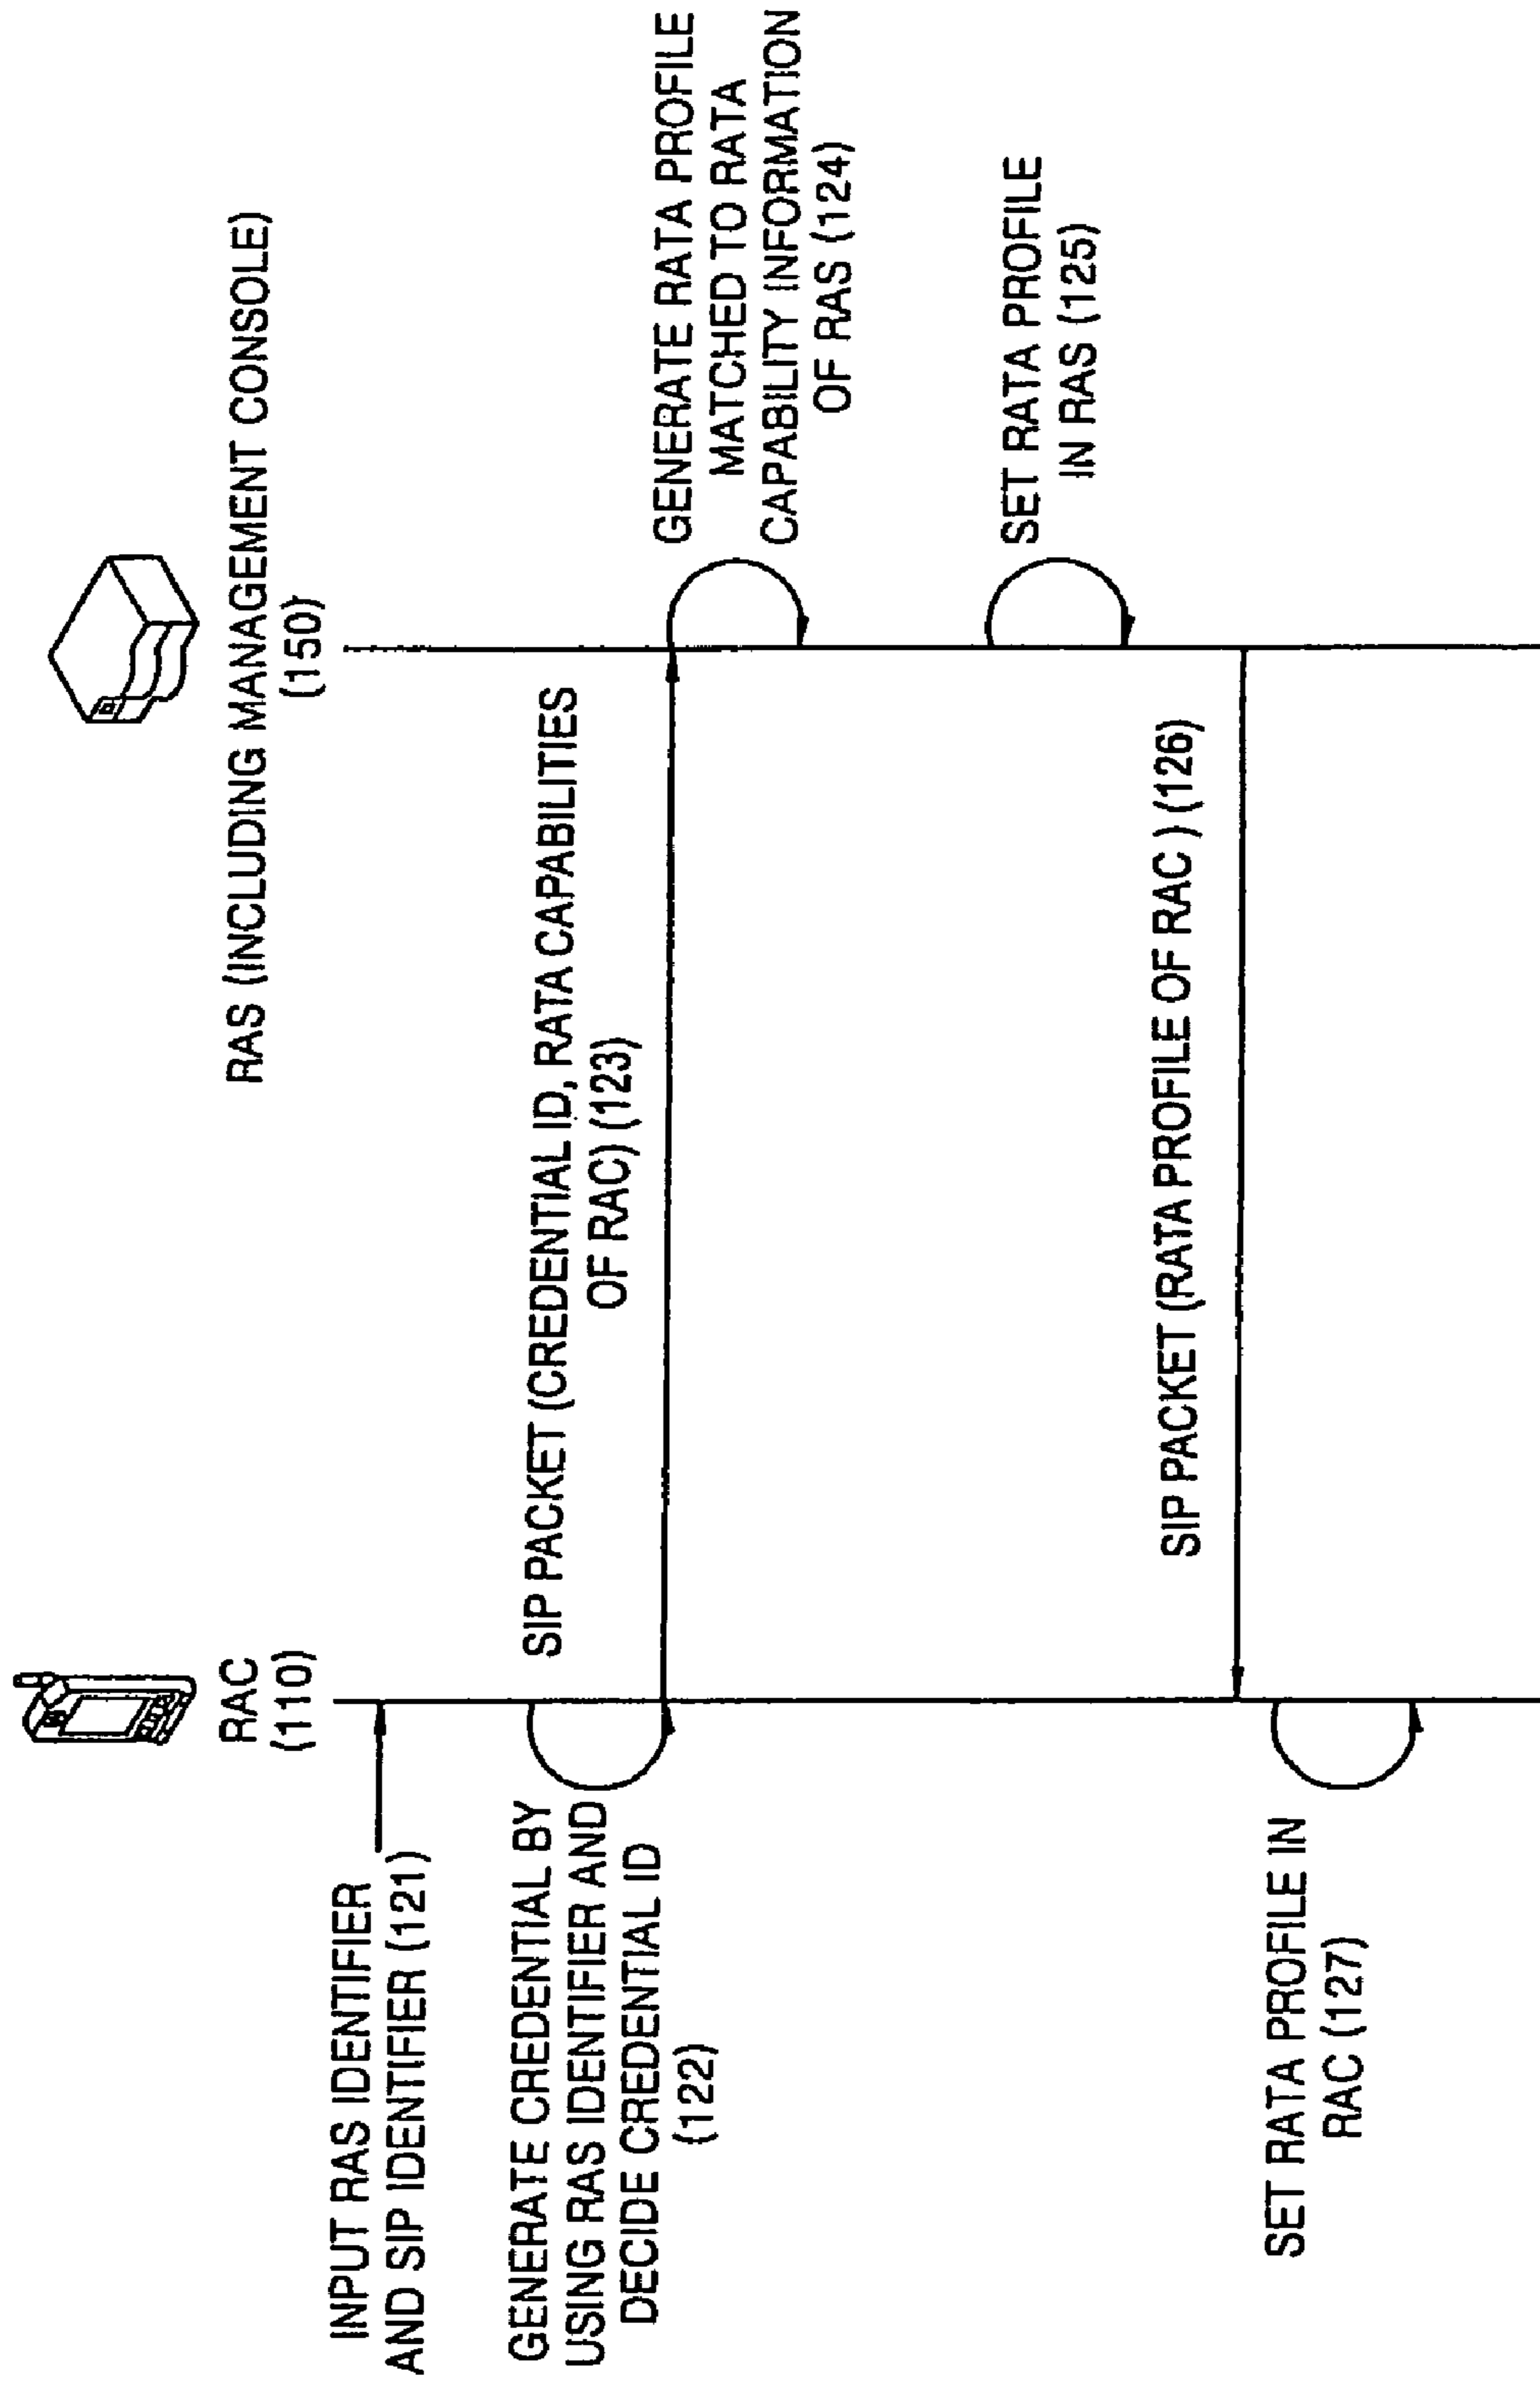 RAC
(110)
RAS (INCLUDING MANAGEMENT CONSOLE)
(150)
INPUT RAS IDENTIFIER
AND SIP IDENTIFIER (121)
GENERATE CREDENTIAL BY
USING RAS IDENTIFIER AND
DECIDE CREDENTIAL ID
(122)
SIP PACKET (CREDENTIAL ID, RATA CAPABILITIES
OF RAC) (123)
GENERATE RATA PROFILE
MATCHED TO RATA
CAPABILITY INFORMATION
OF RAS (124)
SET RATA PROFILE
IN RAS (125)
SIP PACKET (RATA PROFILE OF RAC ) (126)
SET RATA PROFILE IN
RAC (127)